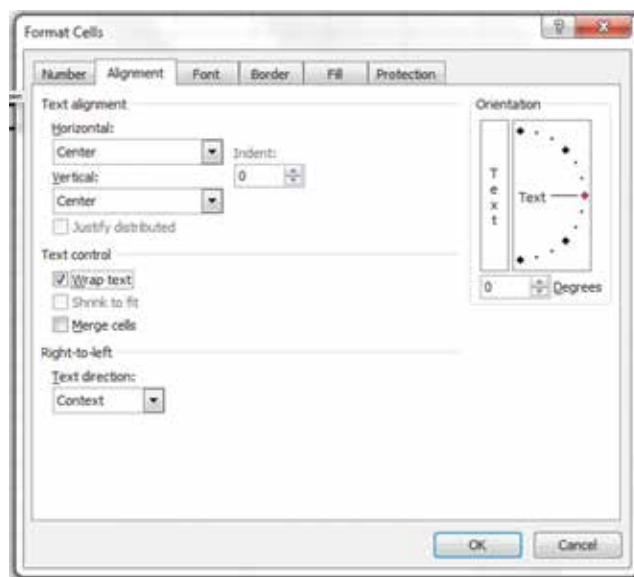 Format Cells
Number Alignment Font Border Fill Protection
Text alignment
Horizontal:
Center
Indent:
0
Vertical:
Center
Justify distributed
Text control
Wrap text
Shrink to fit
Merge cells
Right-to-left
Text direction:
Context
Orientation
Text
Text
0 Degrees
OK Cancel